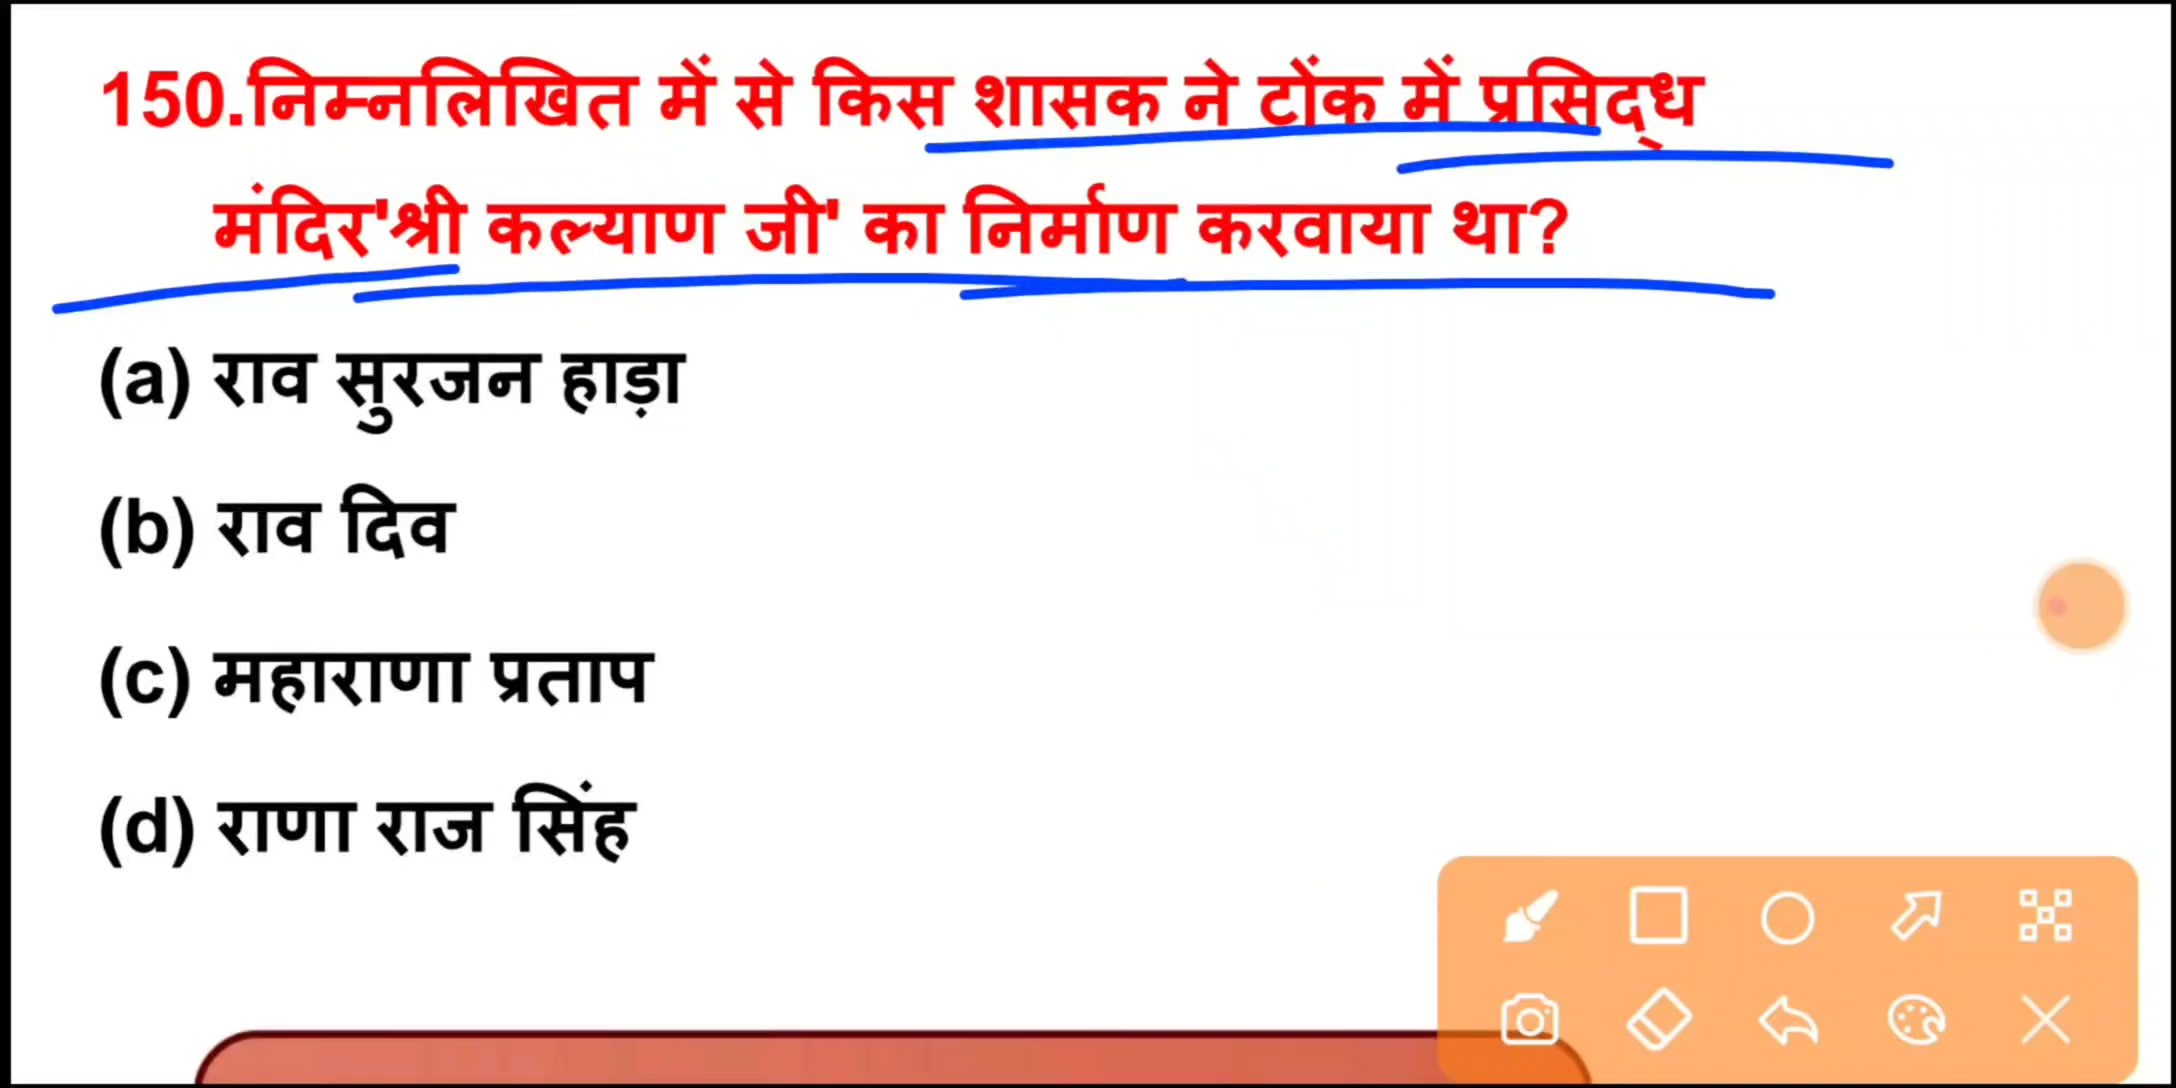 150.निम्नलिखित में से किस शासक ने टोंक में प्रसिद्ध
मंदिर'श्री कल्याण जी' का निर्माण करवाया था?
(a) राव सुरजन हाड़ा
(b) राव दिव
(c) महाराणा प्रताप
(d) राणा राज सिंह